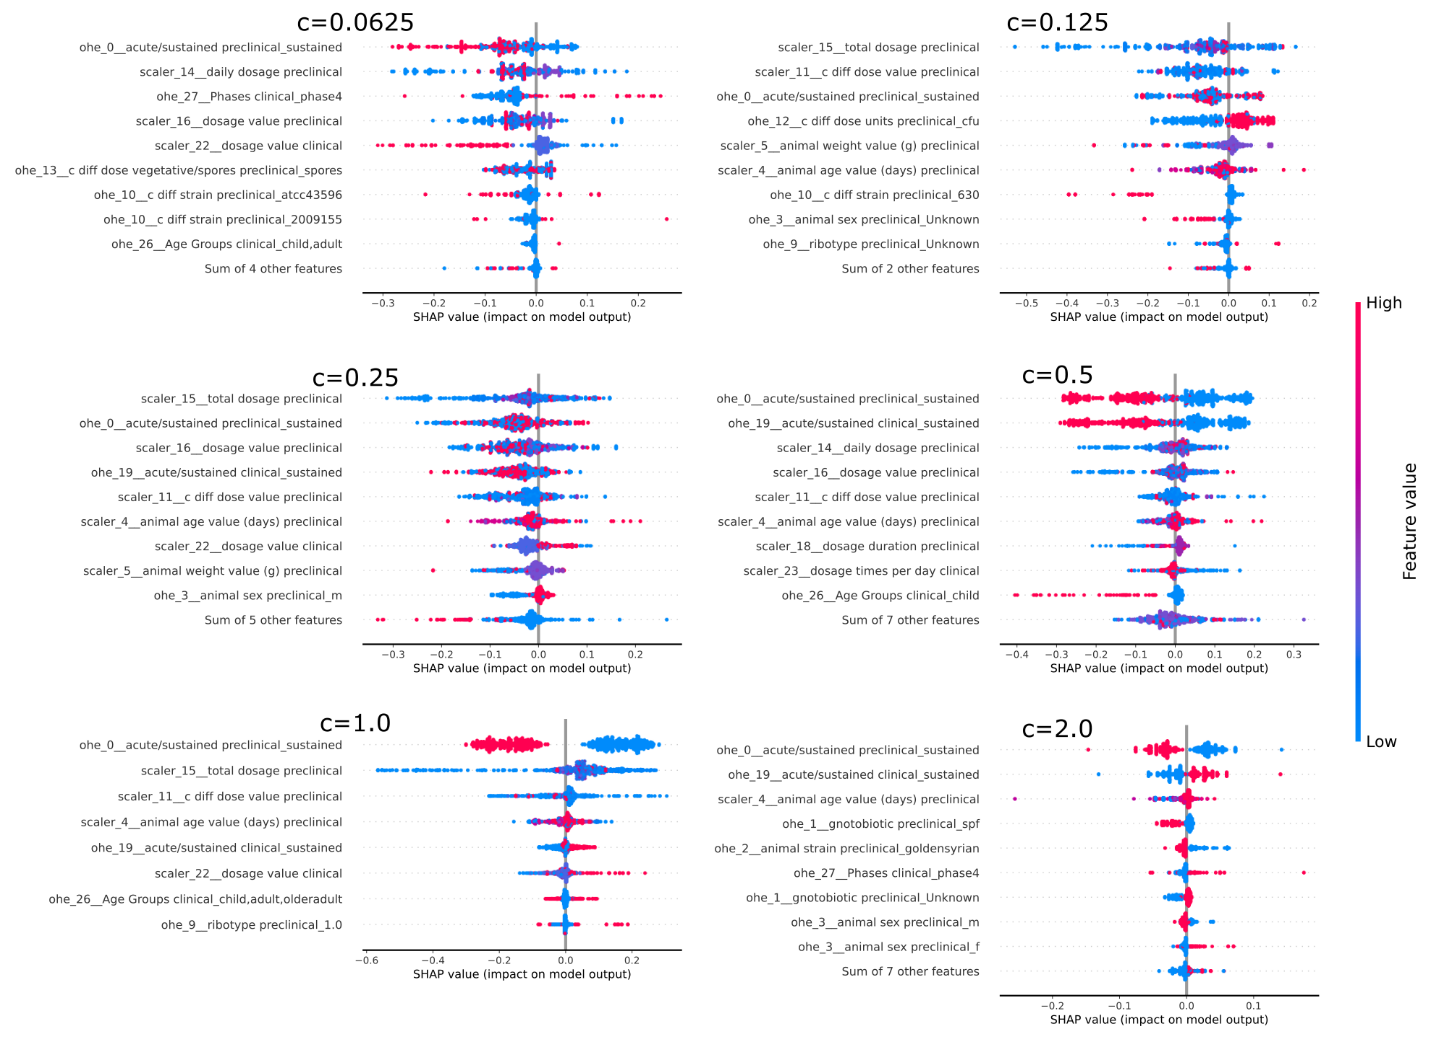 c=0.0625
ohe_0__acute/sustained preclinical_sustained
scaler_14__daily dosage preclinical
ohe_27__Phases clinical_phase4
scaler_16__dosage value preclinical
scaler_22__dosage value clinical
ohe_13__c diff dose vegetative/spores preclinical_spores
ohe_10__c diff strain preclinical_atcc43596
ohe_10__c diff strain preclinical_2009155
ohe_26__Age Groups clinical_child,adult
Sum of 4 other features
−0.3 −0.2 −0.1 0.0 0.1 0.2
SHAP value (impact on model output)
c=0.125
scaler_15__total dosage preclinical
scaler_11__c diff dose value preclinical
ohe_0__acute/sustained preclinical_sustained
ohe_12__c diff dose units preclinical_cfu
scaler_5__animal weight value (g) preclinical
scaler_4__animal age value (days) preclinical
ohe_10__c diff strain preclinical_630
ohe_3__animal sex preclinical_Unknown
ohe_9__ribotype preclinical_Unknown
Sum of 2 other features
−0.5 −0.4 −0.3 −0.2 −0.1 0.0 0.1 0.2
SHAP value (impact on model output)
c=0.25
scaler_15__total dosage preclinical
ohe_0__acute/sustained preclinical_sustained
scaler_16__dosage value preclinical
ohe_19__acute/sustained clinical_sustained
scaler_11__c diff dose value preclinical
scaler_4__animal age value (days) preclinical
scaler_22__dosage value clinical
scaler_5__animal weight value (g) preclinical
ohe_3__animal sex preclinical_m
Sum of 5 other features
−0.3 −0.2 −0.1 0.0 0.1 0.2
SHAP value (impact on model output)
c=0.5
ohe_0__acute/sustained preclinical_sustained
ohe_19__acute/sustained clinical_sustained
scaler_14__daily dosage preclinical
scaler_16__dosage value preclinical
scaler_11__c diff dose value preclinical
scaler_4__animal age value (days) preclinical
scaler_18__dosage duration preclinical
scaler_23__dosage times per day clinical
ohe_26__Age Groups clinical_child
Sum of 7 other features
−0.4 −0.3 −0.2 −0.1 0.0 0.1 0.2 0.3
SHAP value (impact on model output)
c=1.0
ohe_0__acute/sustained preclinical_sustained
scaler_15__total dosage preclinical
scaler_11__c diff dose value preclinical
scaler_4__animal age value (days) preclinical
ohe_19__acute/sustained clinical_sustained
scaler_22__dosage value clinical
ohe_26__Age Groups clinical_child,adult,olderadult
ohe_9__ribotype preclinical_1.0
−0.6 −0.4 −0.2 0.0 0.2
SHAP value (impact on model output)
c=2.0
ohe_0__acute/sustained preclinical_sustained
ohe_19__acute/sustained clinical_sustained
scaler_4__animal age value (days) preclinical
ohe_1__gnotobiotic preclinical_spf
ohe_2__animal strain preclinical_goldensyrian
ohe_27__Phases clinical_phase4
ohe_1__gnotobiotic preclinical_Unknown
ohe_3__animal sex preclinical_m
ohe_3__animal sex preclinical_f
Sum of 7 other features
−0.2 −0.1 0.0 0.1
SHAP value (impact on model output)
High
Feature value
Low